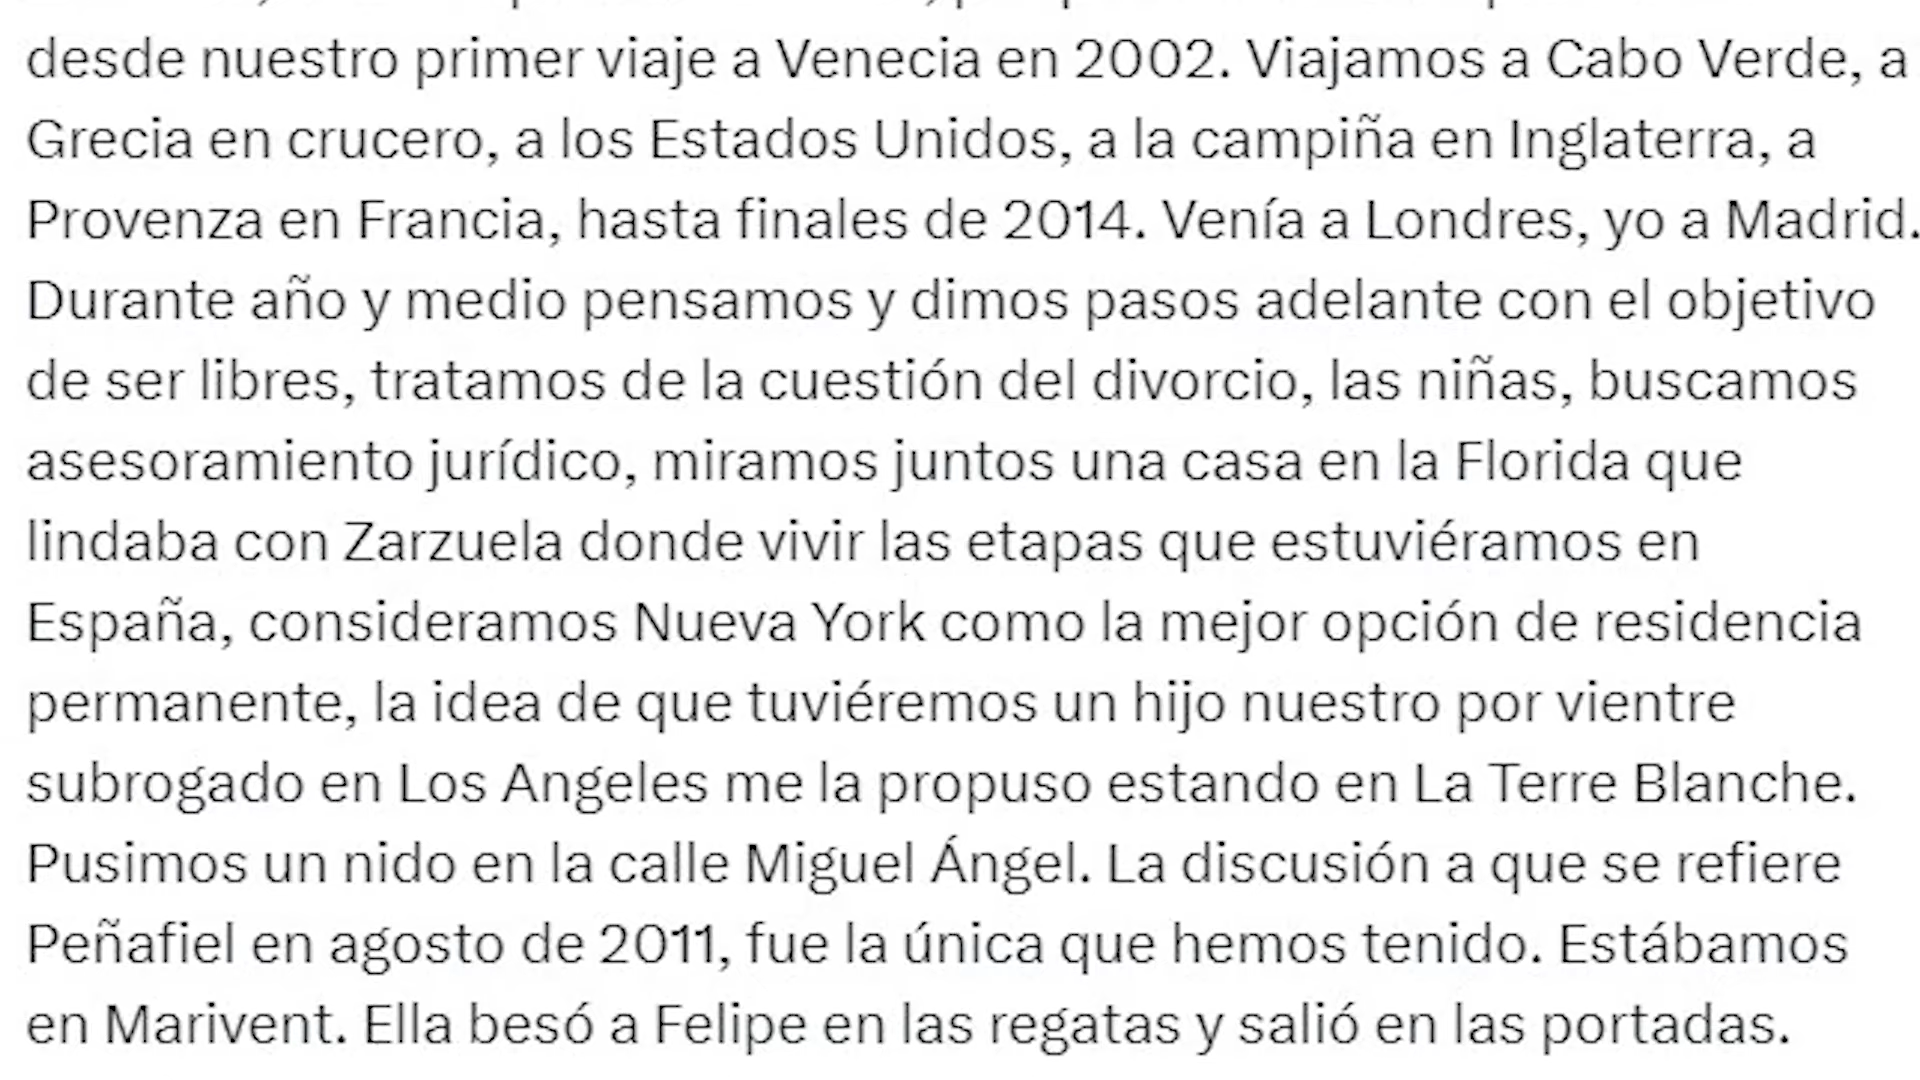 desde nuestro primer viaje a Venecia en 2002. Viajamos a Cabo Verde, a
Grecia en crucero, a los Estados Unidos, a la campiña en Inglaterra, a
Provenza en Francia, hasta finales de 2014. Venía a Londres, yo a Madrid.
Durante año y medio pensamos y dimos pasos adelante con el objetivo
de ser libres, tratamos de la cuestión del divorcio, las niñas, buscamos
asesoramiento jurídico, miramos juntos una casa en la Florida que
lindaba con Zarzuela donde vivir las etapas que estuviéramos en
España, consideramos Nueva York como la mejor opción de residencia
permanente, la idea de que tuviéremos un hijo nuestro por vientre
subrogado en Los Angeles me la propuso estando en La Terre Blanche.
Pusimos un nido en la calle Miguel Ángel. La discusión a que se refiere
Peñafiel en agosto de 2011, fue la única que hemos tenido. Estábamos
en Marivent. Ella besó a Felipe en las regatas y salió en las portadas.